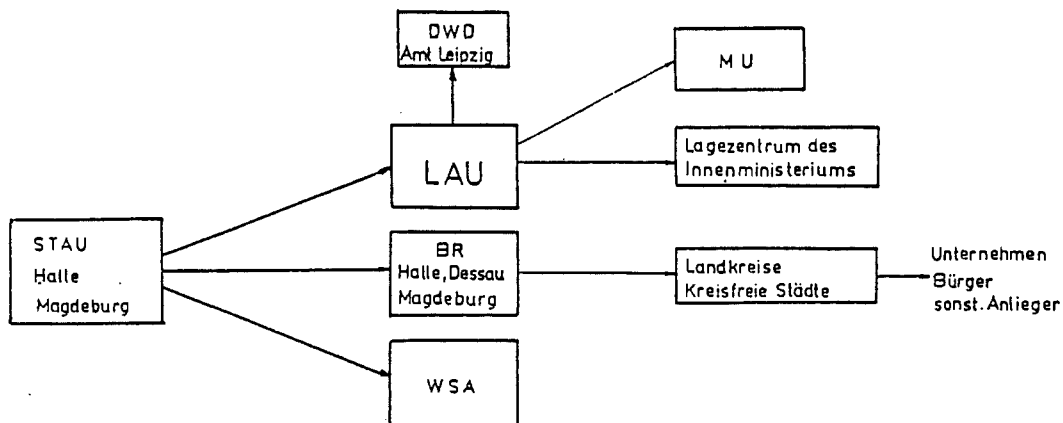 DWD
Amt Leipzig
MU
LAU
Lagezentrum des
Innenministeriums
STAU
Halle
Magdeburg
BR
Halle, Dessau
Magdeburg
Landkreise
Kreisfreie Städte
Unternehmen
Bürger
sonst. Anlieger
WSA